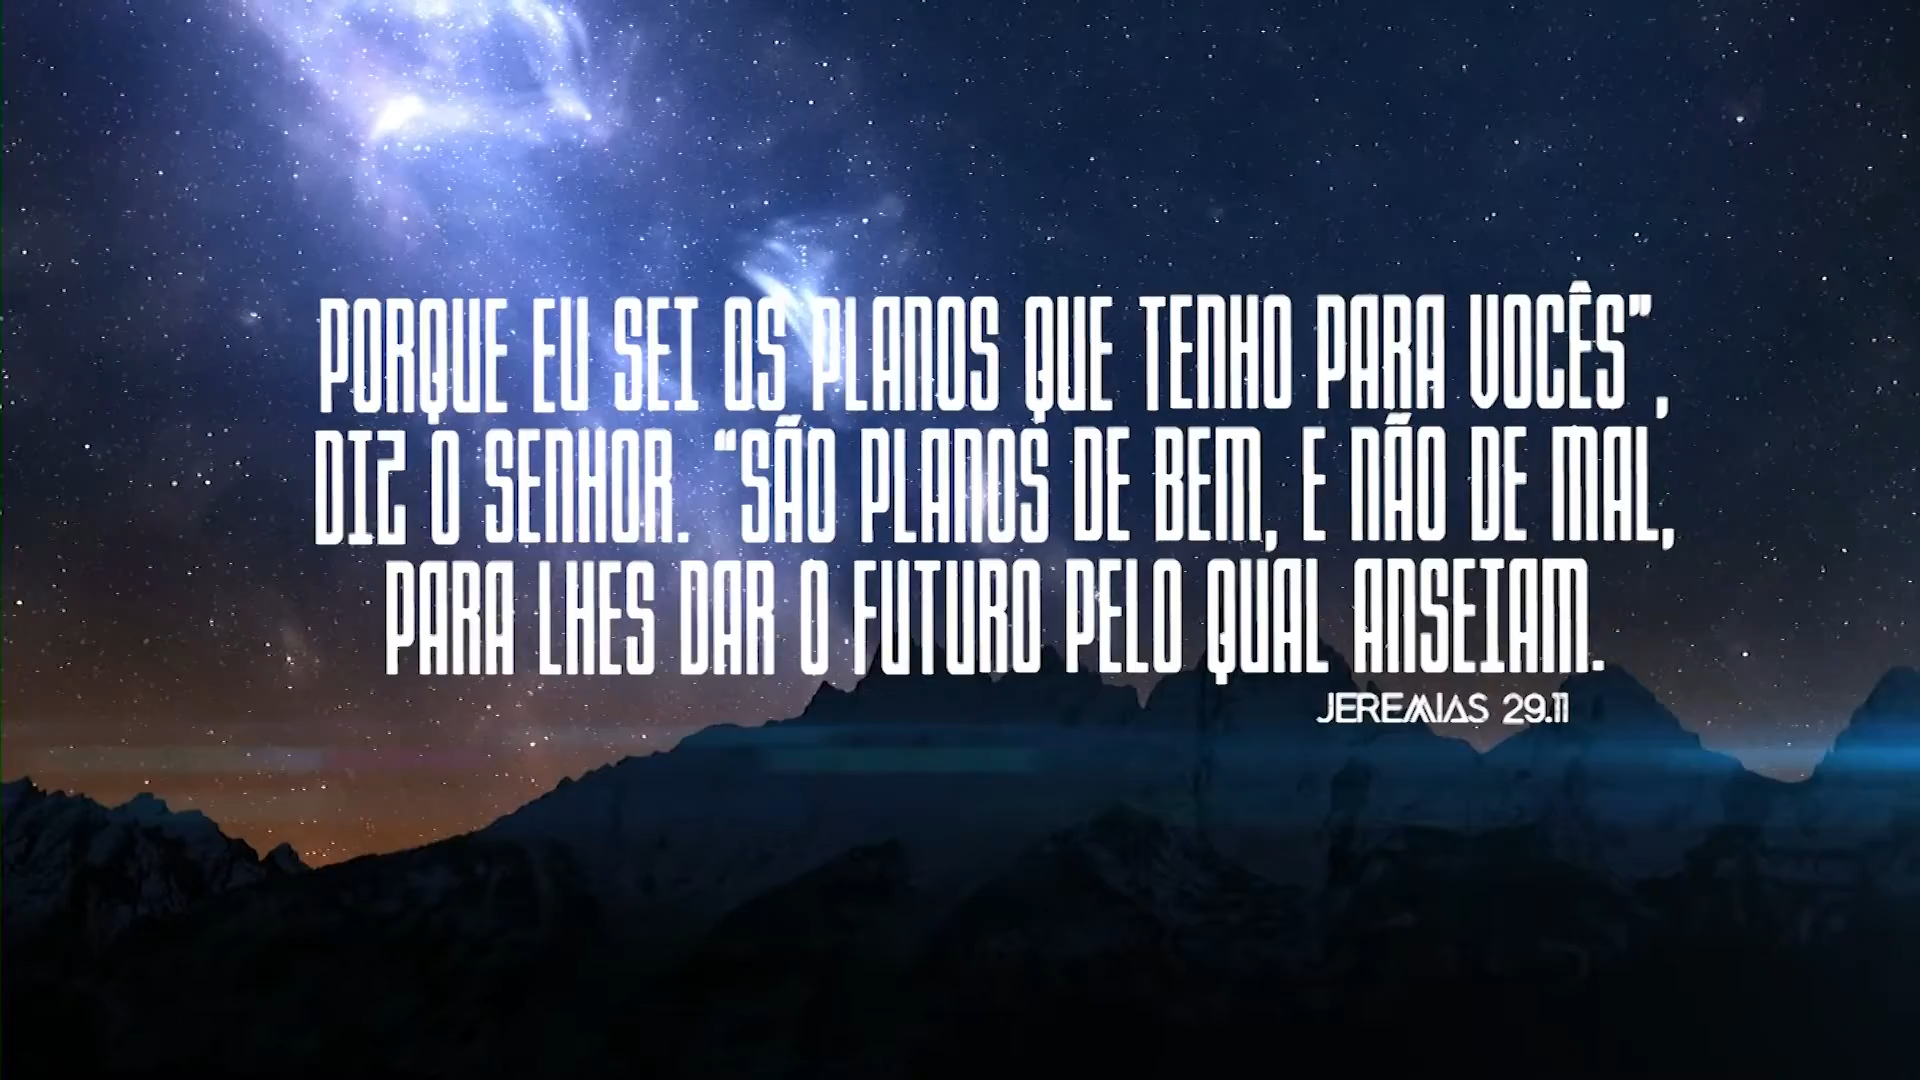 PORQUE EU SEI OS PLANOS QUE TENHO PARA VOCÊS",
DIZ O SENHOR. “SÃO PLANOS DE BEM, E NÃO DE MAL,
PARA LHES DAR O FUTURO PELO QUAL ANSEIAM.
JEREMIAS 29.11